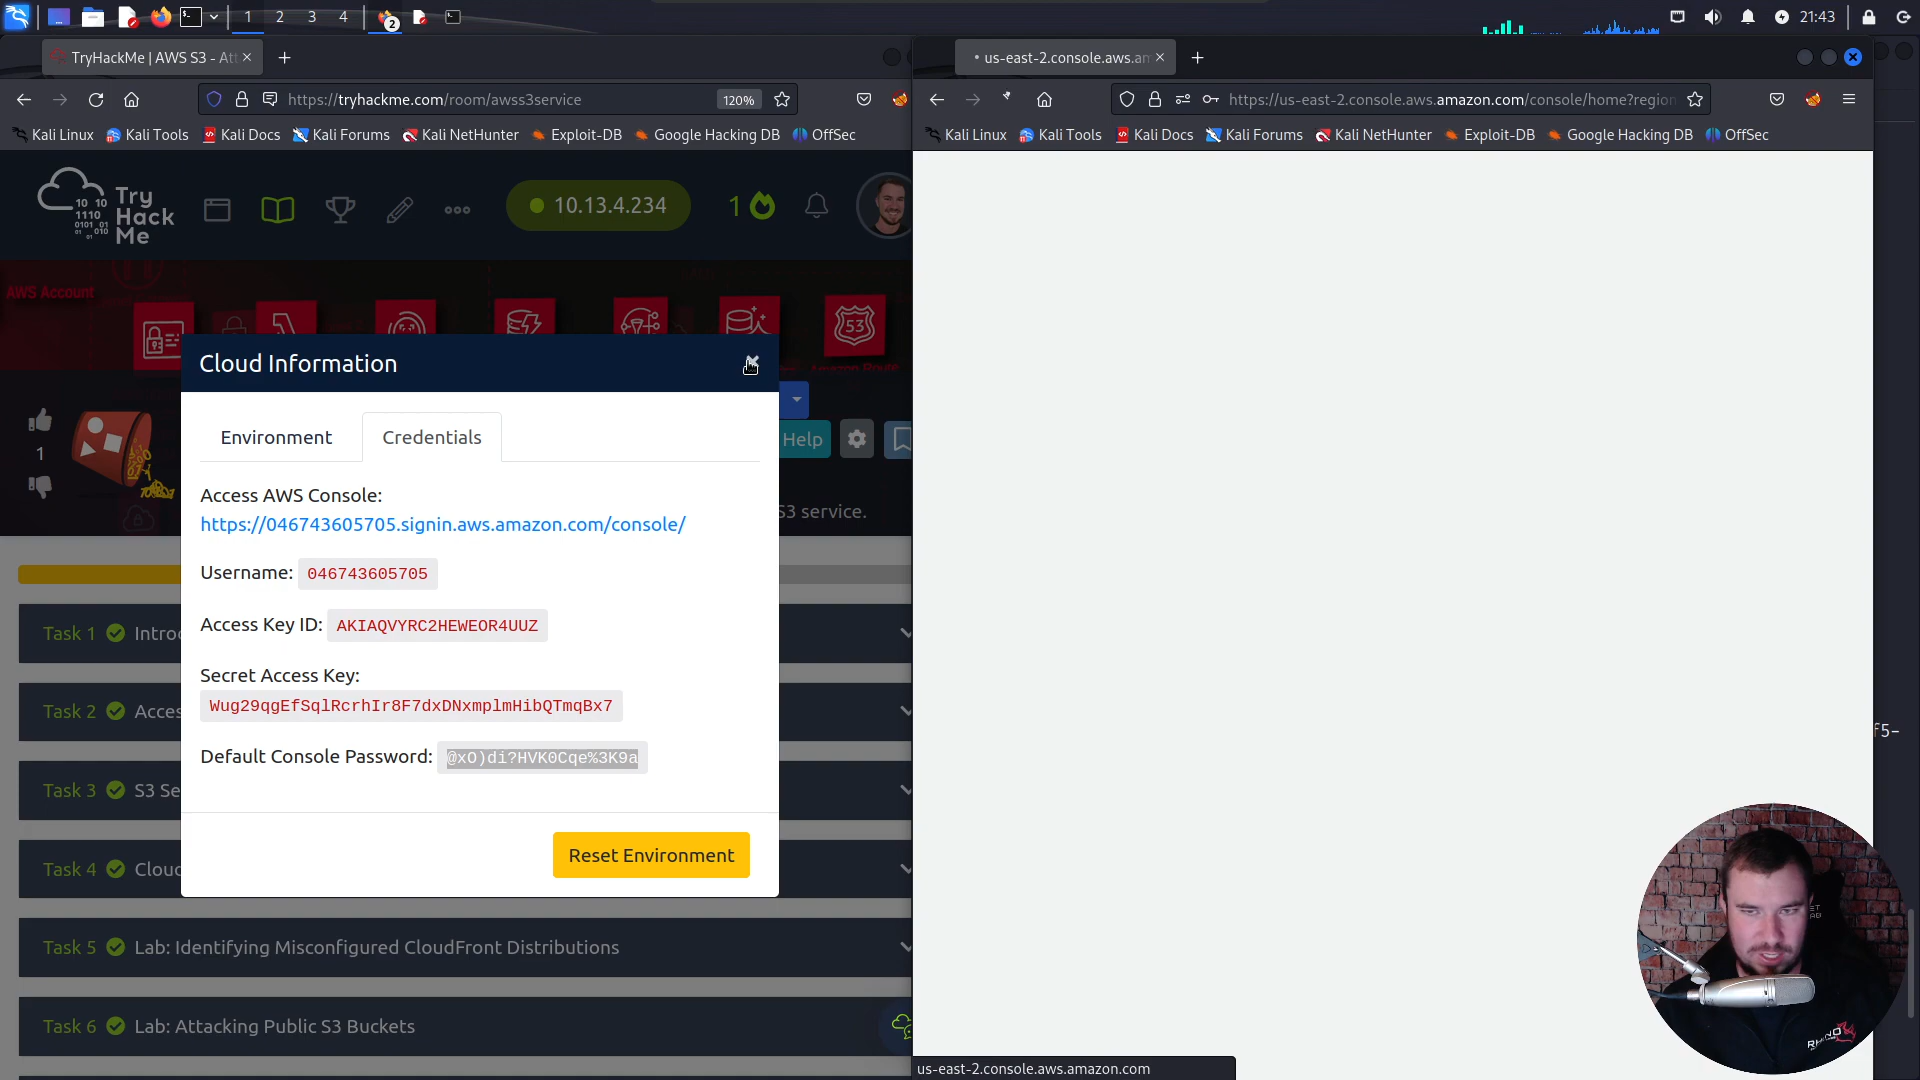 1 2 3 4 2 21:43
TryHackMe | AWS S3 - Att
us-east-2.console.aws.am
https://tryhackme.com/room/awss3service 120%
https://us-east-2.console.aws.amazon.com/console/home?region
Kali Linux Kali Tools Kali Docs Kali Forums Kali NetHunter Exploit-DB Google Hacking DB OffSec
Kali Linux Kali Tools Kali Docs Kali Forums Kali NetHunter Exploit-DB Google Hacking DB OffSec
Try
Hack
Me
10.13.4.234
1
AWS Account
53
Amazon Route
Cloud Information
Help
1
Environment Credentials
Access AWS Console:
https://046743605705.signin.aws.amazon.com/console/
S3 service.
Username: 046743605705
Access Key ID: AKIAQVYRC2HEWEOR4UUZ
Secret Access Key:
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
Default Console Password: @xO)di?HVK0Cqe%3K9a
Reset Environment
Task 1 Introd
Task 2 Acces
Task 3 S3 Se
Task 4 Cloud
Task 5 Lab: Identifying Misconfigured CloudFront Distributions
Task 6 Lab: Attacking Public S3 Buckets
f5-
us-east-2.console.aws.amazon.com
RHINO